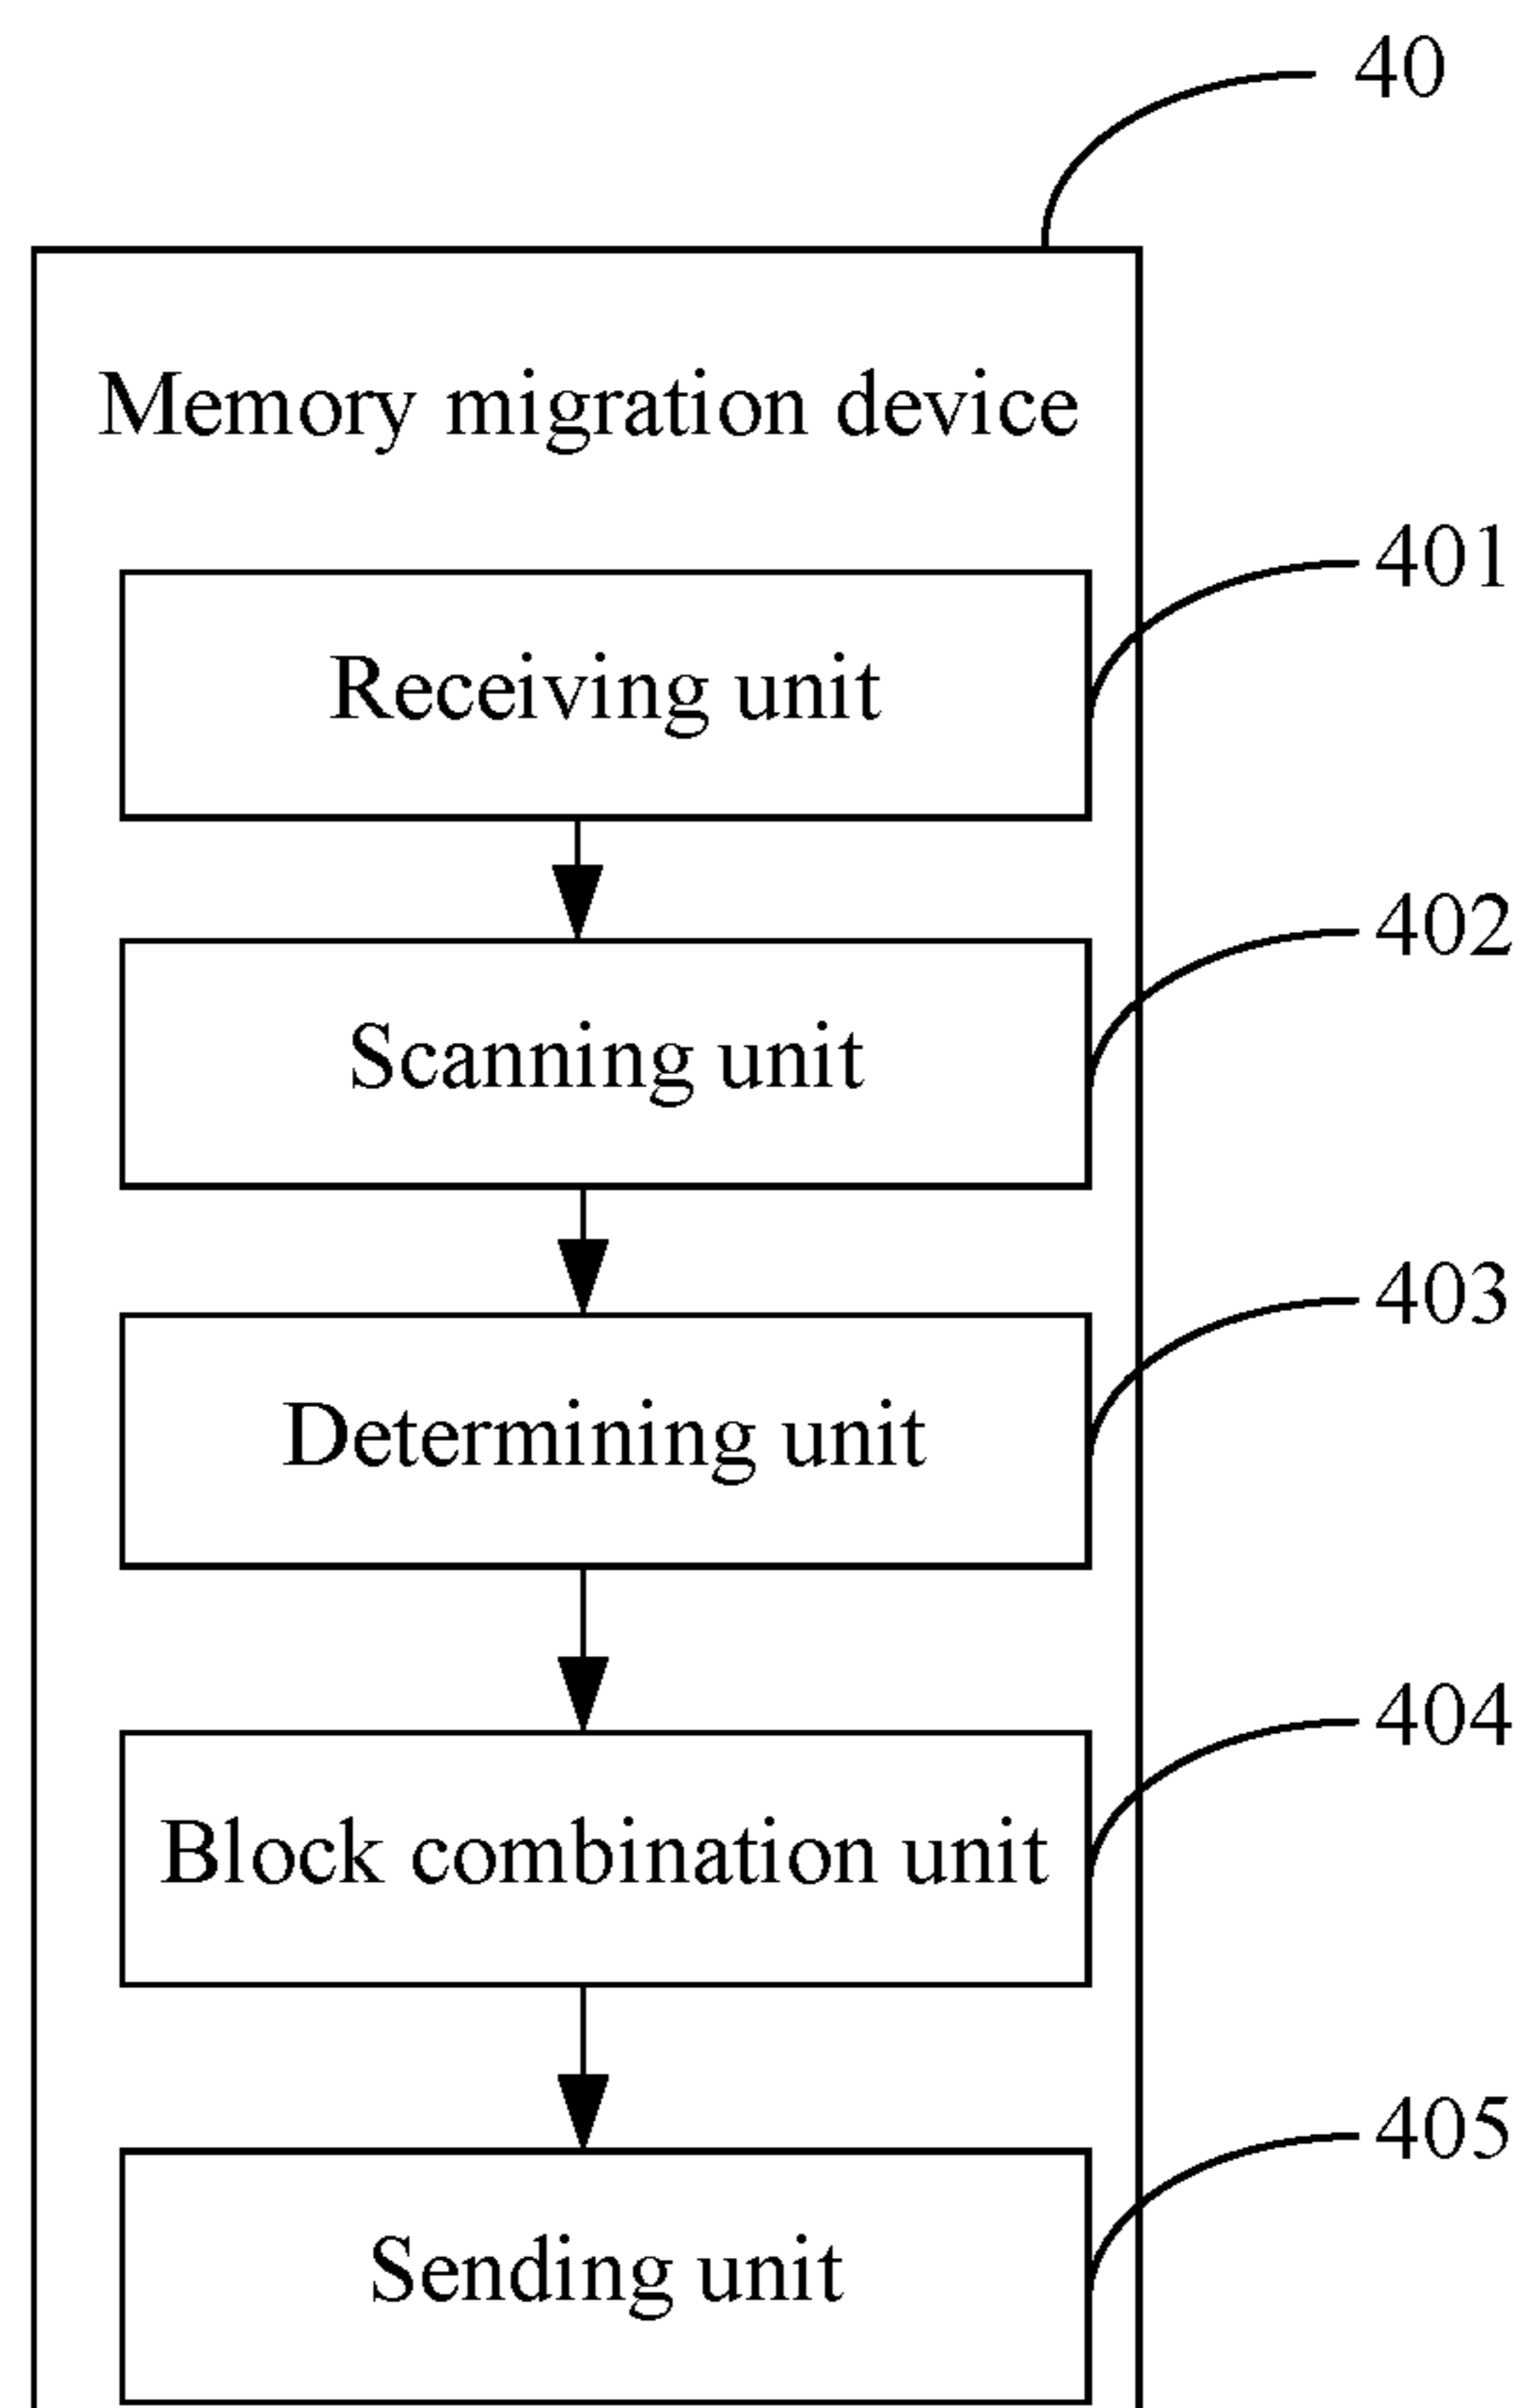 40
Memory migration device
401
Receiving unit
402
Scanning unit
403
Determining unit
404
Block combination unit
405
Sending unit